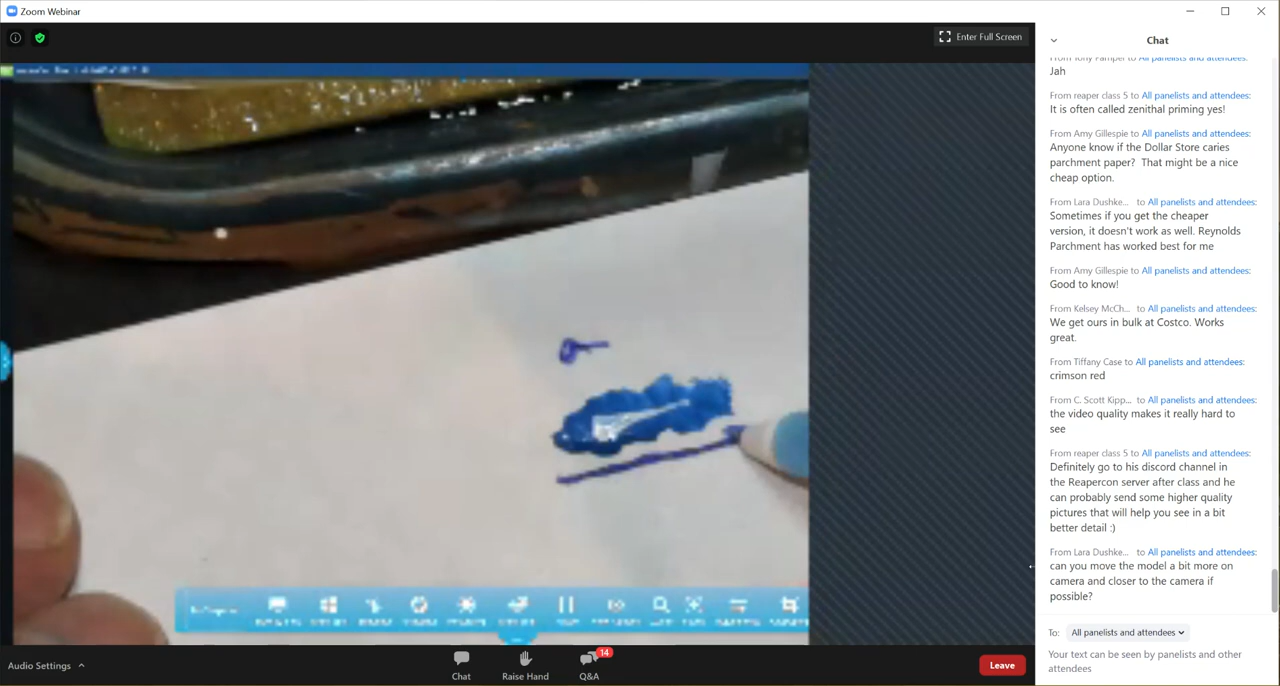 Zoom Webinar
Enter Full Screen
Chat
From Tony Pamper to All panelists and attendees:
Jah
From reaper class 5 to All panelists and attendees:
It is often called zenithal priming yes!
From Amy Gillespie to All panelists and attendees:
Anyone know if the Dollar Store caries
parchment paper? That might be a nice
cheap option.
From Lara Dushke... to All panelists and attendees:
Sometimes if you get the cheaper
version, it doesn't work as well. Reynolds
Parchment has worked best for me
From Amy Gillespie to All panelists and attendees:
Good to know!
From Kelsey McCh... to All panelists and attendees:
We get ours in bulk at Costco. Works
great.
From Tiffany Case to All panelists and attendees:
crimson red
From C. Scott Kipp... to All panelists and attendees:
the video quality makes it really hard to
see
From reaper class 5 to All panelists and attendees:
Definitely go to his discord channel in
the Reapercon server after class and he
can probably send some higher quality
pictures that will help you see in a bit
better detail :)
From Lara Dushke... to All panelists and attendees:
can you move the model a bit more on
camera and closer to the camera if
possible?
To: All panelists and attendees
Your text can be seen by panelists and other
attendees
Audio Settings
Chat
Raise Hand
14
Q&A
Leave